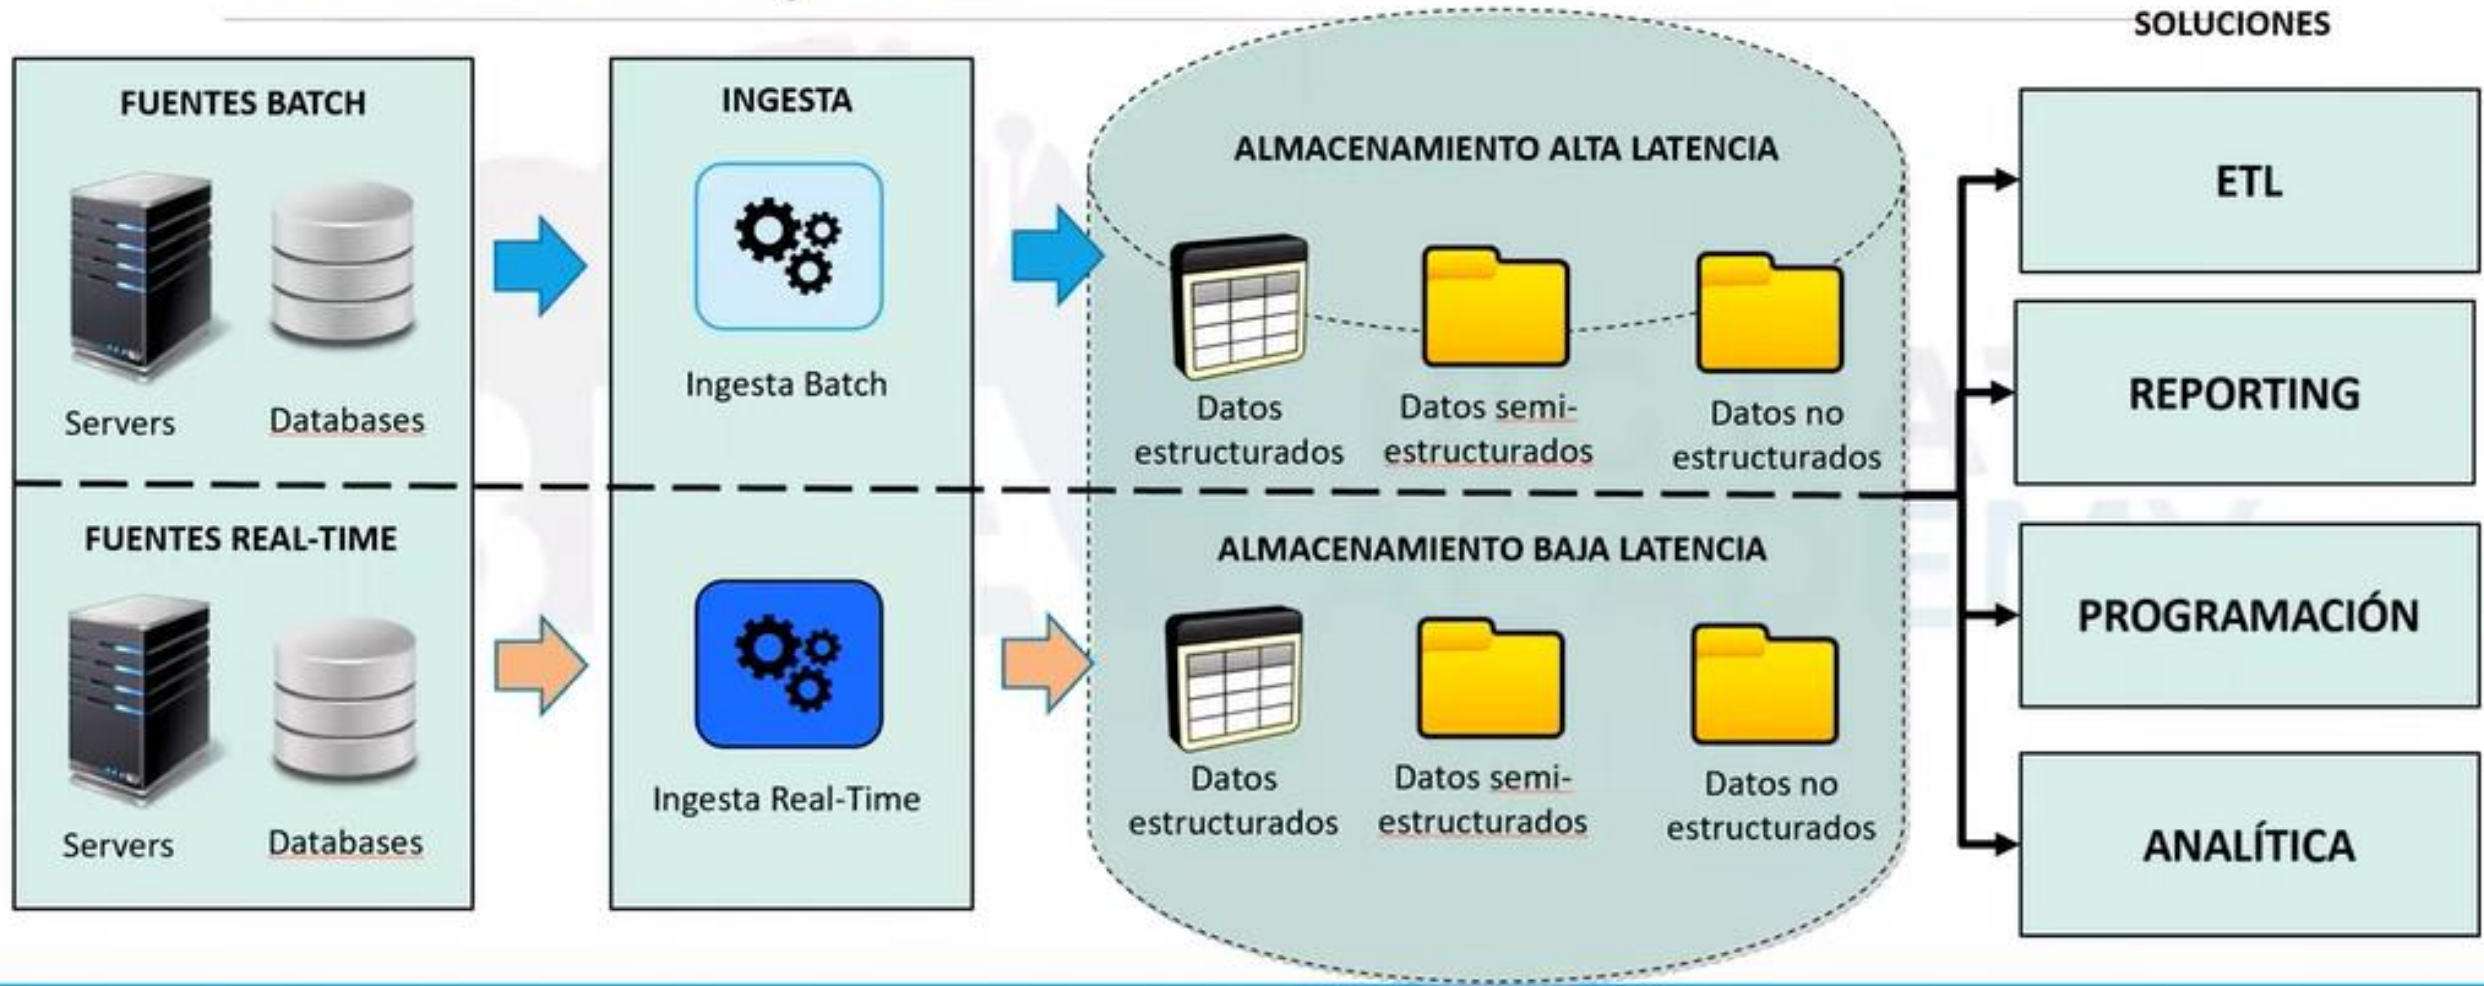 SOLUCIONES
FUENTES BATCH
Servers
Databases
FUENTES REAL-TIME
Servers
Databases
INGESTA
Ingesta Batch
Ingesta Real-Time
ALMACENAMIENTO ALTA LATENCIA
Datos
estructurados
Datos semi-
estructurados
Datos no
estructurados
ALMACENAMIENTO BAJA LATENCIA
Datos
estructurados
Datos semi-
estructurados
Datos no
estructurados
ETL
REPORTING
PROGRAMACIÓN
ANALÍTICA